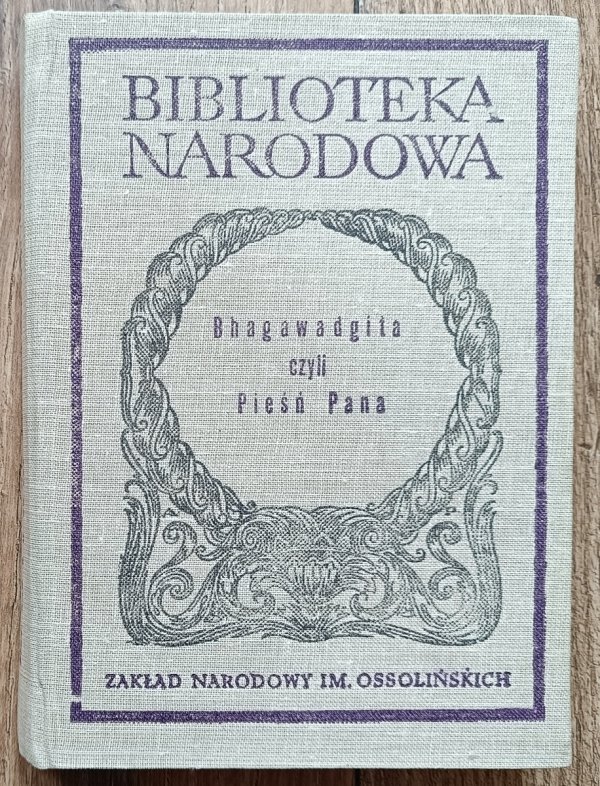 BIBLIOTEKA
NARODOWA
Bhagawadgita
czyli
Pieśń Pana
A P
ZAKŁAD NARODOWY IM. OSSOLIŃSKICH